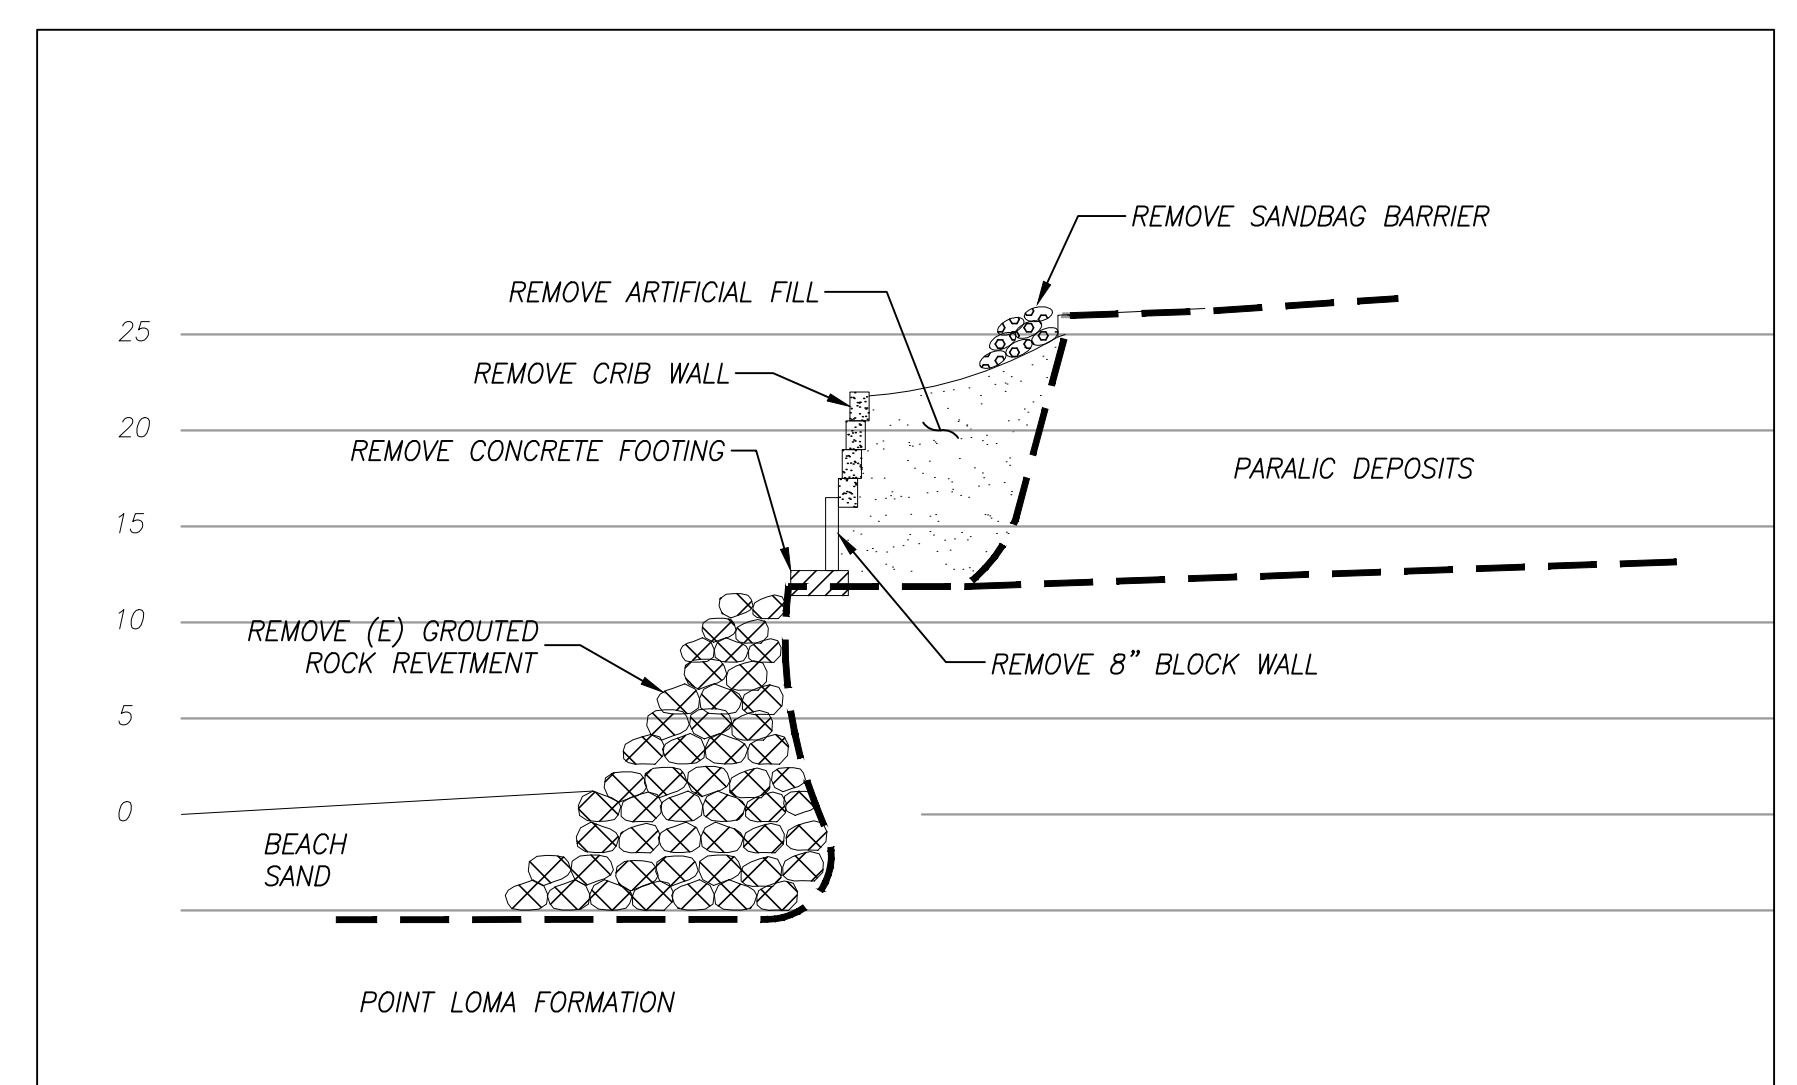 REMOVE SANDBAG BARRIER
REMOVE ARTIFICIAL FILL
25
REMOVE CRIB WALL
20
REMOVE CONCRETE FOOTING
PARALIC DEPOSITS
15
10
REMOVE (E) GROUTED
ROCK REVETMENT
REMOVE 8” BLOCK WALL
5
0
BEACH
SAND
POINT LOMA FORMATION